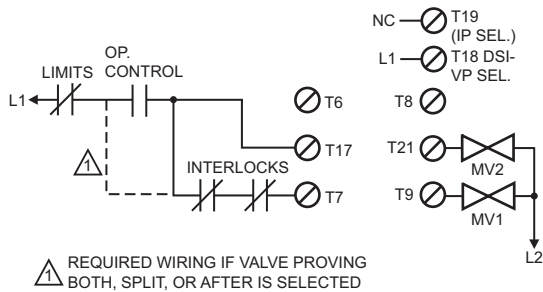 NC T19
(IP SEL.)
L1 T18 DSI-
VP SEL.
OP.
CONTROL
LIMITS
L1
T6
T8
T17
T21
MV2
1
INTERLOCKS
T7
T9
MV1
L2
1 REQUIRED WIRING IF VALVE PROVING
BOTH, SPLIT, OR AFTER IS SELECTED